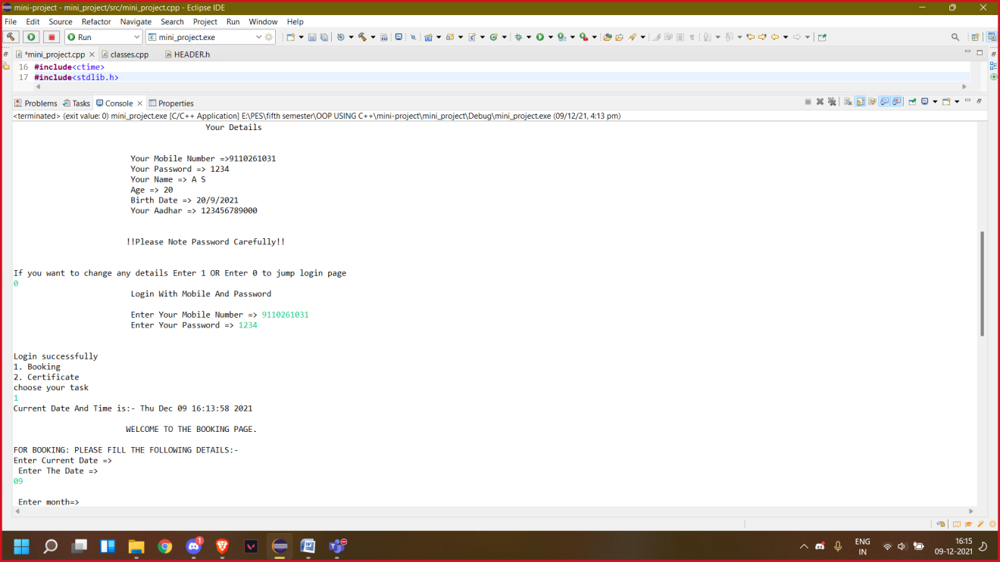 mini-project - mini_project/src/mini_project.cpp - Eclipse IDE
File Edit Source Refactor Navigate Search Project Run Window Help
Run mini_project.exe
*mini_project.cpp classes.cpp HEADER.h
16 #include<ctime>
17 #include<stdlib.h>
Problems Tasks Console Properties
<terminated> (exit value: 0) mini_project.exe [C/C++ Application] E:\PES\fifth semester\OOP USING C++\mini-project\mini_project\Debug\mini_project.exe (09/12/21, 4:13 pm)
Your Details
Your Mobile Number =>9110261031
Your Password => 1234
Your Name => A S
Age => 20
Birth Date => 20/9/2021
Your Aadhar => 123456789000
!!Please Note Password Carefully!!
If you want to change any details Enter 1 OR Enter 0 to jump login page
0
Login With Mobile And Password
Enter Your Mobile Number => 9110261031
Enter Your Password => 1234
Login successfully
1. Booking
2. Certificate
choose your task
1
Current Date And Time is:- Thu Dec 09 16:13:58 2021
WELCOME TO THE BOOKING PAGE.
FOR BOOKING: PLEASE FILL THE FOLLOWING DETAILS:-
Enter Current Date =>
Enter The Date =>
09
Enter month=>
1
ENG
IN
16:15
09-12-2021